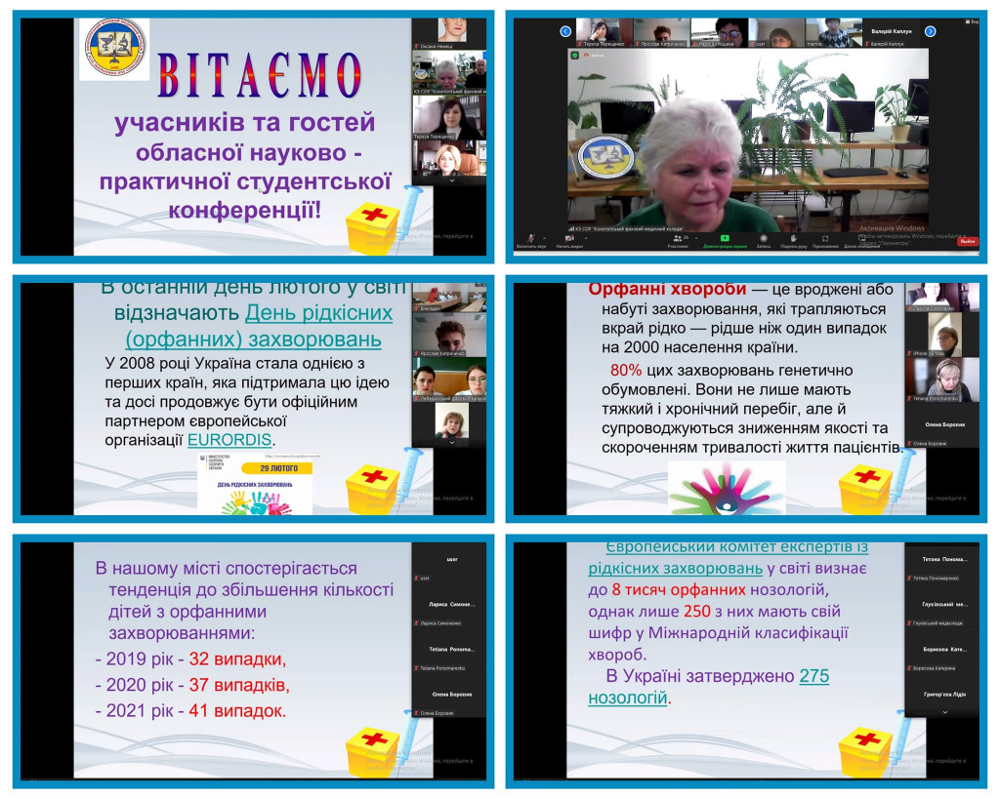 ВІТАЄМО
учасників та гостей
обласної науково -
практичної студентської
конференції!
Оксана Немеш
КЗ СОР "Конотопський фаховий м
Тереза Терещенко
Тереза Терещенко
Ярослав Катриченко
user
Валерій Каплун
Валерій Каплун
КЗ СОР "Конотопський фаховий медичний коледж"
Активация Windows
Выйти
В останній день лютого у світі
відзначають День рідкісних
(орфанних) захворювань
У 2008 році Україна стала однією з
перших країн, яка підтримала цю ідею
та досі продовжує бути офіційним
партнером європейської
організації EURORDIS.
29 ЛЮТОГО
ДЕНЬ РІДКІСНИХ ЗАХВОРЮВАНЬ
Ярослав Катриченко
Орфанні хвороби — це вроджені або
набуті захворювання, які трапляються
вкрай рідко — рідше ніж один випадок
на 2000 населення країни.
80% цих захворювань генетично
обумовлені. Вони не лише мають
тяжкий і хронічний перебіг, але й
супроводжуються зниженням якості та
скороченням тривалості життя пацієнтів.
Tetiana Ponomarenko
Олена Боровик
Олена Боровик
В нашому місті спостерігається
тенденція до збільшення кількості
дітей з орфанними
захворюваннями:
- 2019 рік - 32 випадки,
- 2020 рік - 37 випадків,
- 2021 рік - 41 випадок.
user
user
Лариса Симоне...
Лариса Симоненко
Tetiana Ponoma...
Tetiana Ponomarenko
Олена Боровик
Олена Боровик
Європейський комітет експертів із
рідкісних захворювань у світі визнає
до 8 тисяч орфанних нозологій,
однак лише 250 з них мають свій
шифр у Міжнародній класифікації
хвороб.
В Україні затверджено 275
нозологій.
Тетяна Понома...
Тетяна Пономаренко
Глухівський ме...
Глухівський медколедж
Борисова Кате...
Борисова Катерина
Григор'єва Лідія